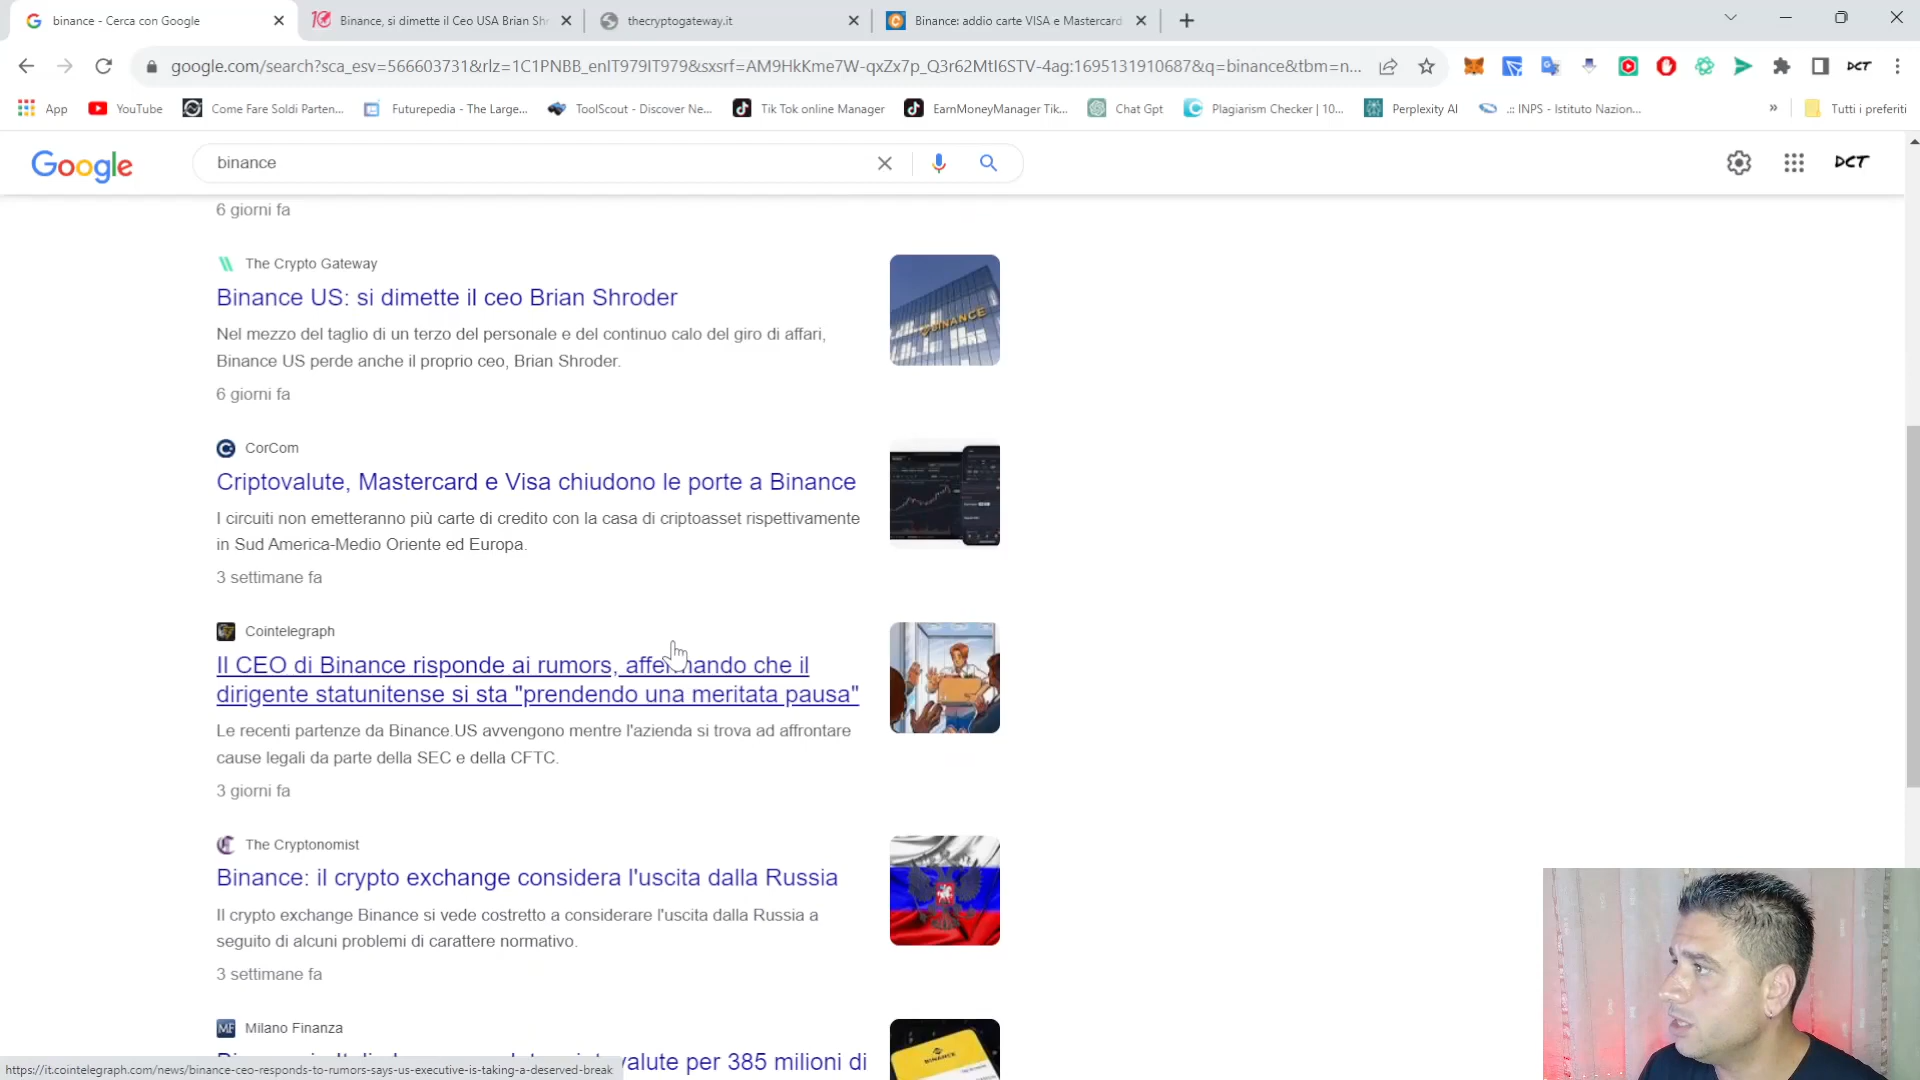 binance - Cerca con Google
Binance, si dimette il Ceo USA Brian Shr
thecryptogateway.it
Binance: addio carte VISA e Mastercard
google.com/search?sca_esv=566603731&rlz=1C1PNBB_enIT979IT979&sxsrf=AM9HkKme7W-qxZx7p_Q3r62MtI6STV-4ag:1695131910687&q=binance&tbm=n...
DCT
App
YouTube
Come Fare Soldi Parten...
Futurepedia - The Large...
ToolScout - Discover Ne...
Tik Tok online Manager
EarnMoneyManager Tik...
Chat Gpt
Plagiarism Checker | 10...
Perplexity AI
.:: INPS - Istituto Nazion...
»
Tutti i preferiti
Google
binance
DCT
6 giorni fa
The Crypto Gateway
Binance US: si dimette il ceo Brian Shroder
Nel mezzo del taglio di un terzo del personale e del continuo calo del giro di affari,
Binance US perde anche il proprio ceo, Brian Shroder.
6 giorni fa
BINANCE
CorCom
Criptovalute, Mastercard e Visa chiudono le porte a Binance
I circuiti non emetteranno più carte di credito con la casa di criptoasset rispettivamente
in Sud America-Medio Oriente ed Europa.
3 settimane fa
Cointelegraph
Il CEO di Binance risponde ai rumors, affermando che il
dirigente statunitense si sta "prendendo una meritata pausa"
Le recenti partenze da Binance.US avvengono mentre l'azienda si trova ad affrontare
cause legali da parte della SEC e della CFTC.
3 giorni fa
The Cryptonomist
Binance: il crypto exchange considera l'uscita dalla Russia
Il crypto exchange Binance si vede costretto a considerare l'uscita dalla Russia a
seguito di alcuni problemi di carattere normativo.
3 settimane fa
MF
Milano Finanza
valute per 385 milioni di
BINANCE
https://it.cointelegraph.com/news/binance-ceo-responds-to-rumors-says-us-executive-is-taking-a-deserved-break